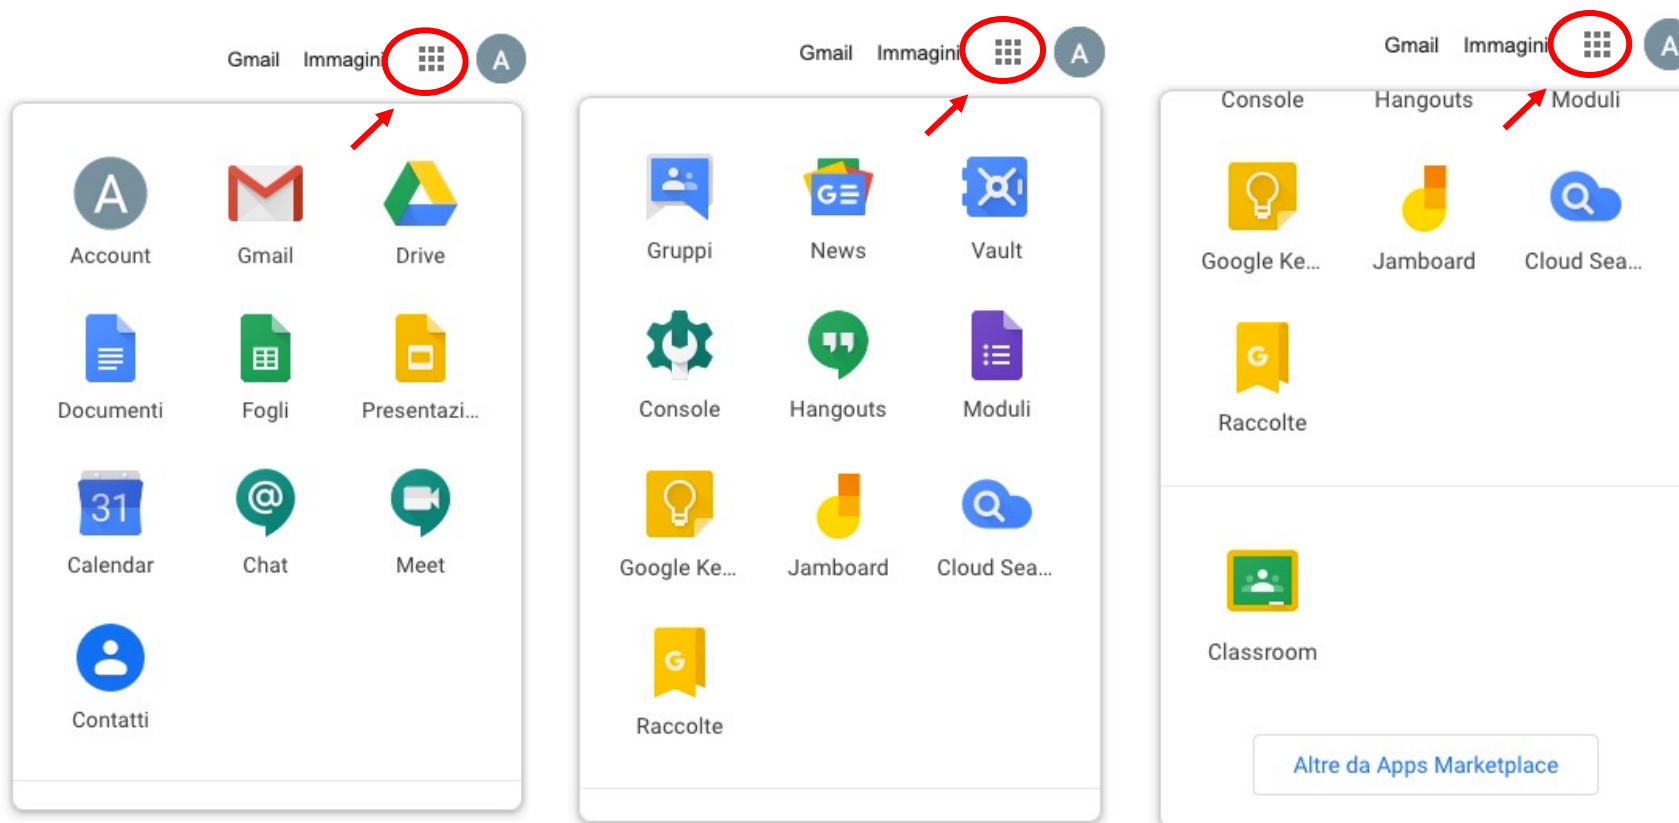 Gmail Immagini A
A
Account Gmail Drive
Documenti Fogli Presentazi...
31
Calendar Chat Meet
Contatti
Gmail Immagini A
G
Gruppi News Vault
Console Hangouts Moduli
Google Ke... Jamboard Cloud Sea...
G
Raccolte
Gmail Immagini A
Console Hangouts Moduli
Google Ke... Jamboard Cloud Sea...
G
Raccolte
Classroom
Altre da Apps Marketplace